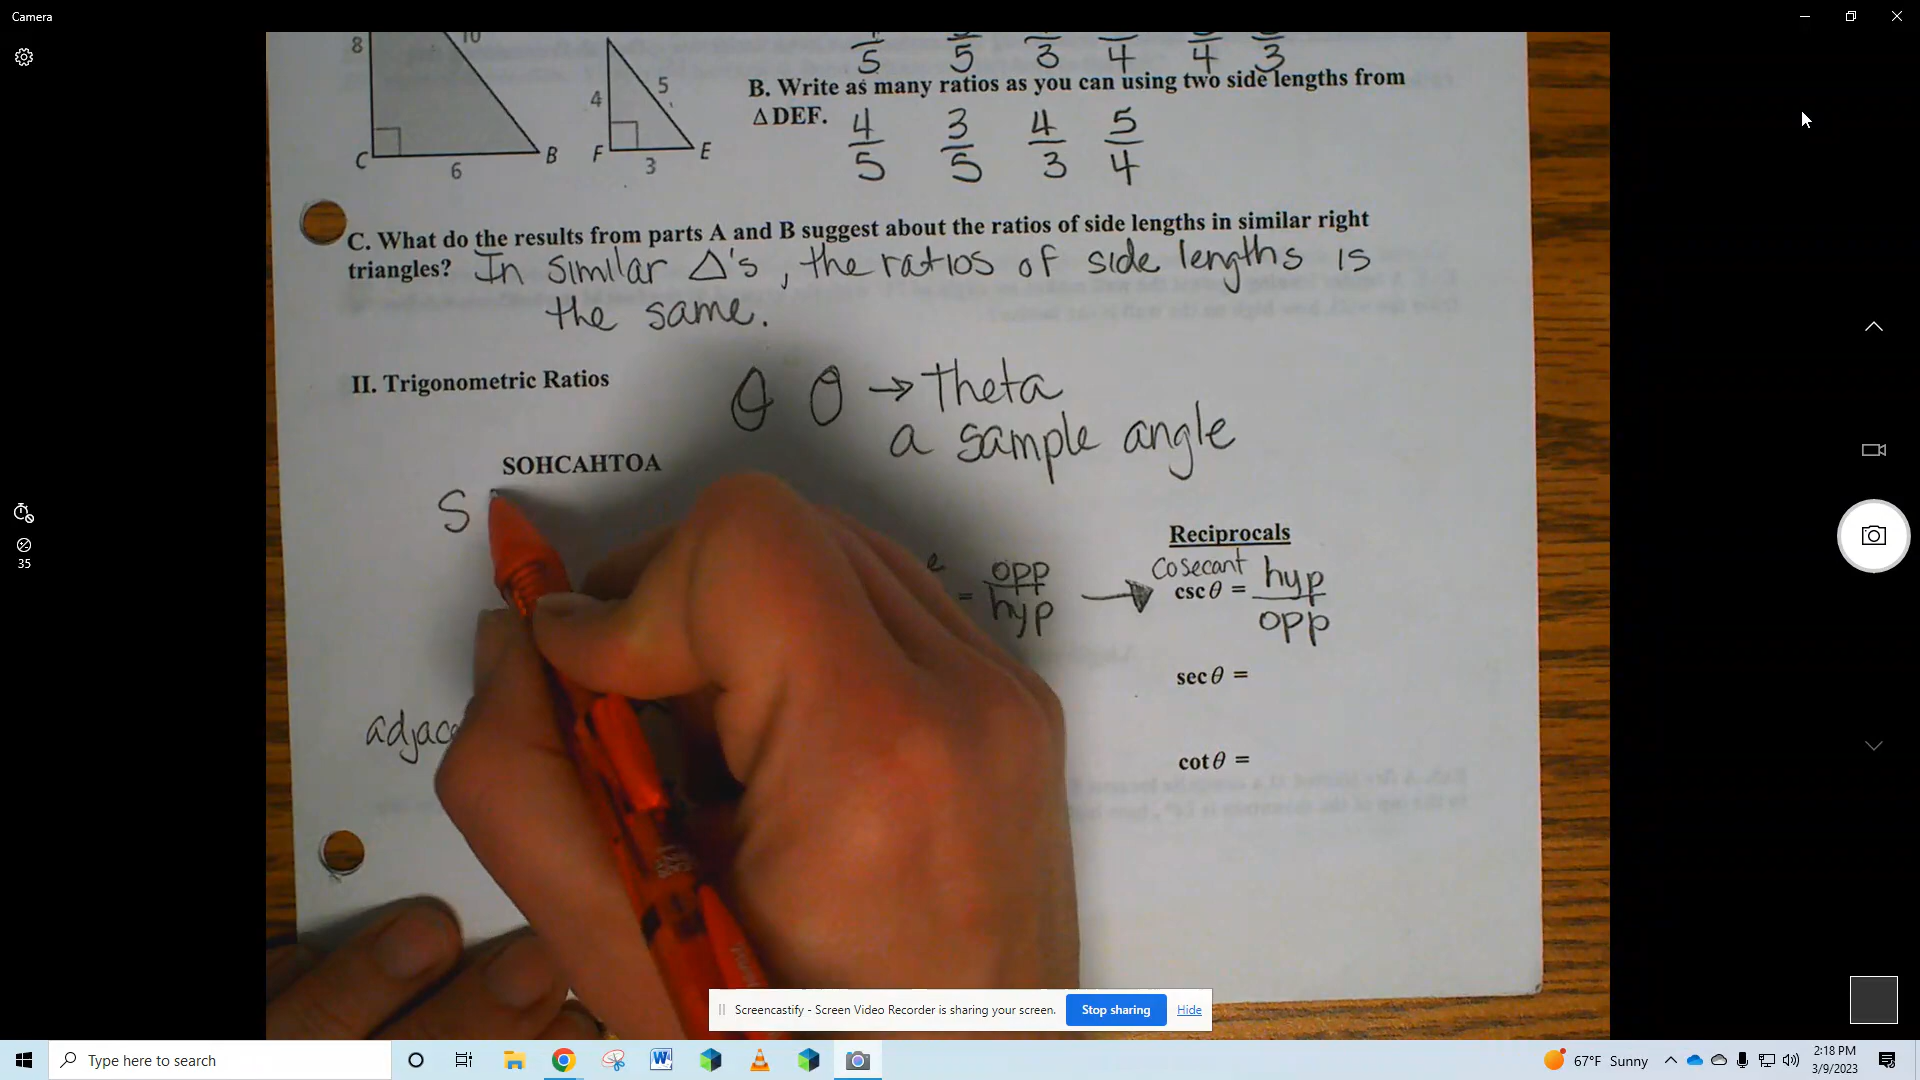 Camera
8
10
C
6
B
4
5
F
3
E
5 5 3 4 4 3
B. Write as many ratios as you can using two side lengths from
△DEF. 4/5 3/5 4/3 5/4
C. What do the results from parts A and B suggest about the ratios of side lengths in similar right
triangles? In similar △'s, the ratios of side lengths is
the same.
II. Trigonometric Ratios
θ θ → Theta
a sample angle
SOHCAHTOA
S
Reciprocals
= opp/hyp
cosecant
csc θ = hyp/opp
sec θ =
adjac
cot θ =
35
Screencastify - Screen Video Recorder is sharing your screen.
Stop sharing
Hide
Type here to search
67°F Sunny
2:18 PM
3/9/2023